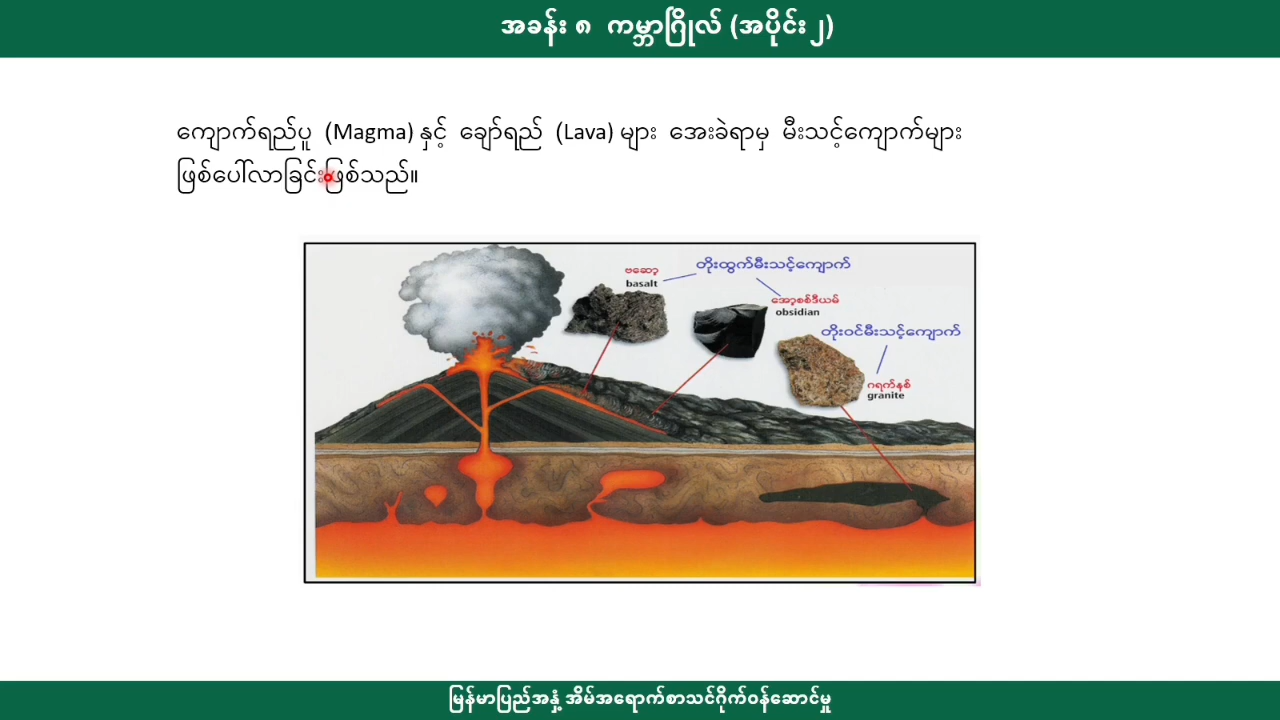 အခန်း ၈ ကမ္ဘာဂြိုလ် (အပိုင်း ၂)
ကျောက်ရည်ပူ (Magma) နှင့် ချော်ရည် (Lava) များ အေးခဲရာမှ မီးသင့်ကျောက်များ
ဖြစ်ပေါ်လာခြင်းဖြစ်သည်။
တိုးထွက်မီးသင့်ကျောက်
ဗဆော့
basalt
အော့စစ်ဒီယမ်
obsidian
တိုးဝင်မီးသင့်ကျောက်
ဂရက်နစ်
granite
မြန်မာပြည်အနှံ့ အိမ်အရောက်စာသင်ဂိုက်ဝန်ဆောင်မှု